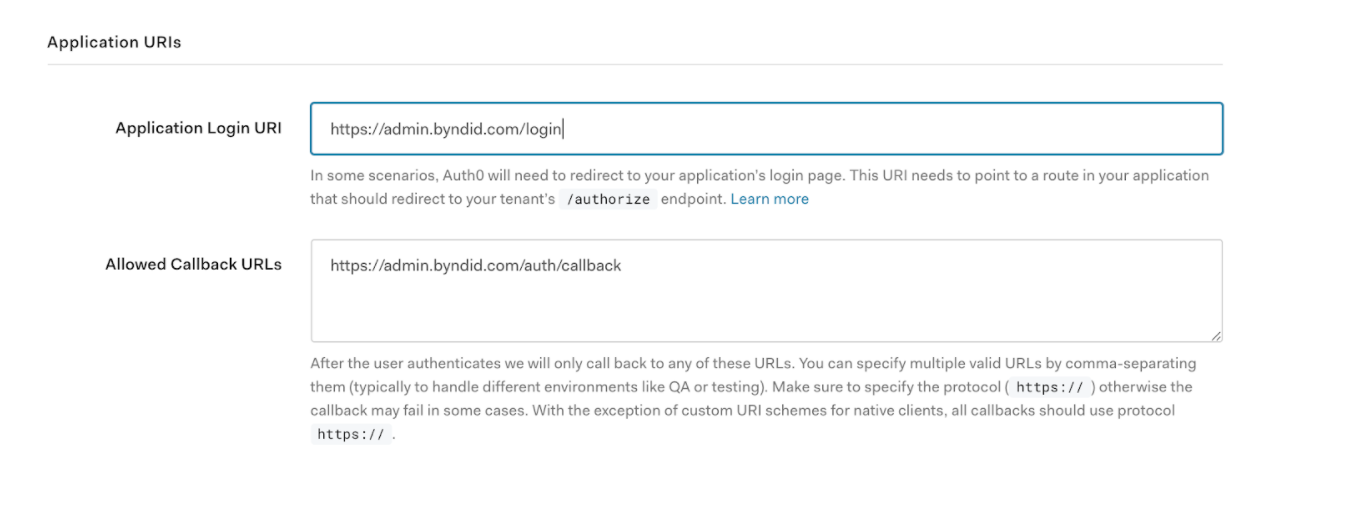 Application URIs
Application Login URI
https://admin.byndid.com/login
In some scenarios, Auth0 will need to redirect to your application's login page. This URI needs to point to a route in your application
that should redirect to your tenant's /authorize endpoint. Learn more
Allowed Callback URLs
https://admin.byndid.com/auth/callback
After the user authenticates we will only call back to any of these URLs. You can specify multiple valid URLs by comma-separating
them (typically to handle different environments like QA or testing). Make sure to specify the protocol ( https:// ) otherwise the
callback may fail in some cases. With the exception of custom URI schemes for native clients, all callbacks should use protocol
https:// .